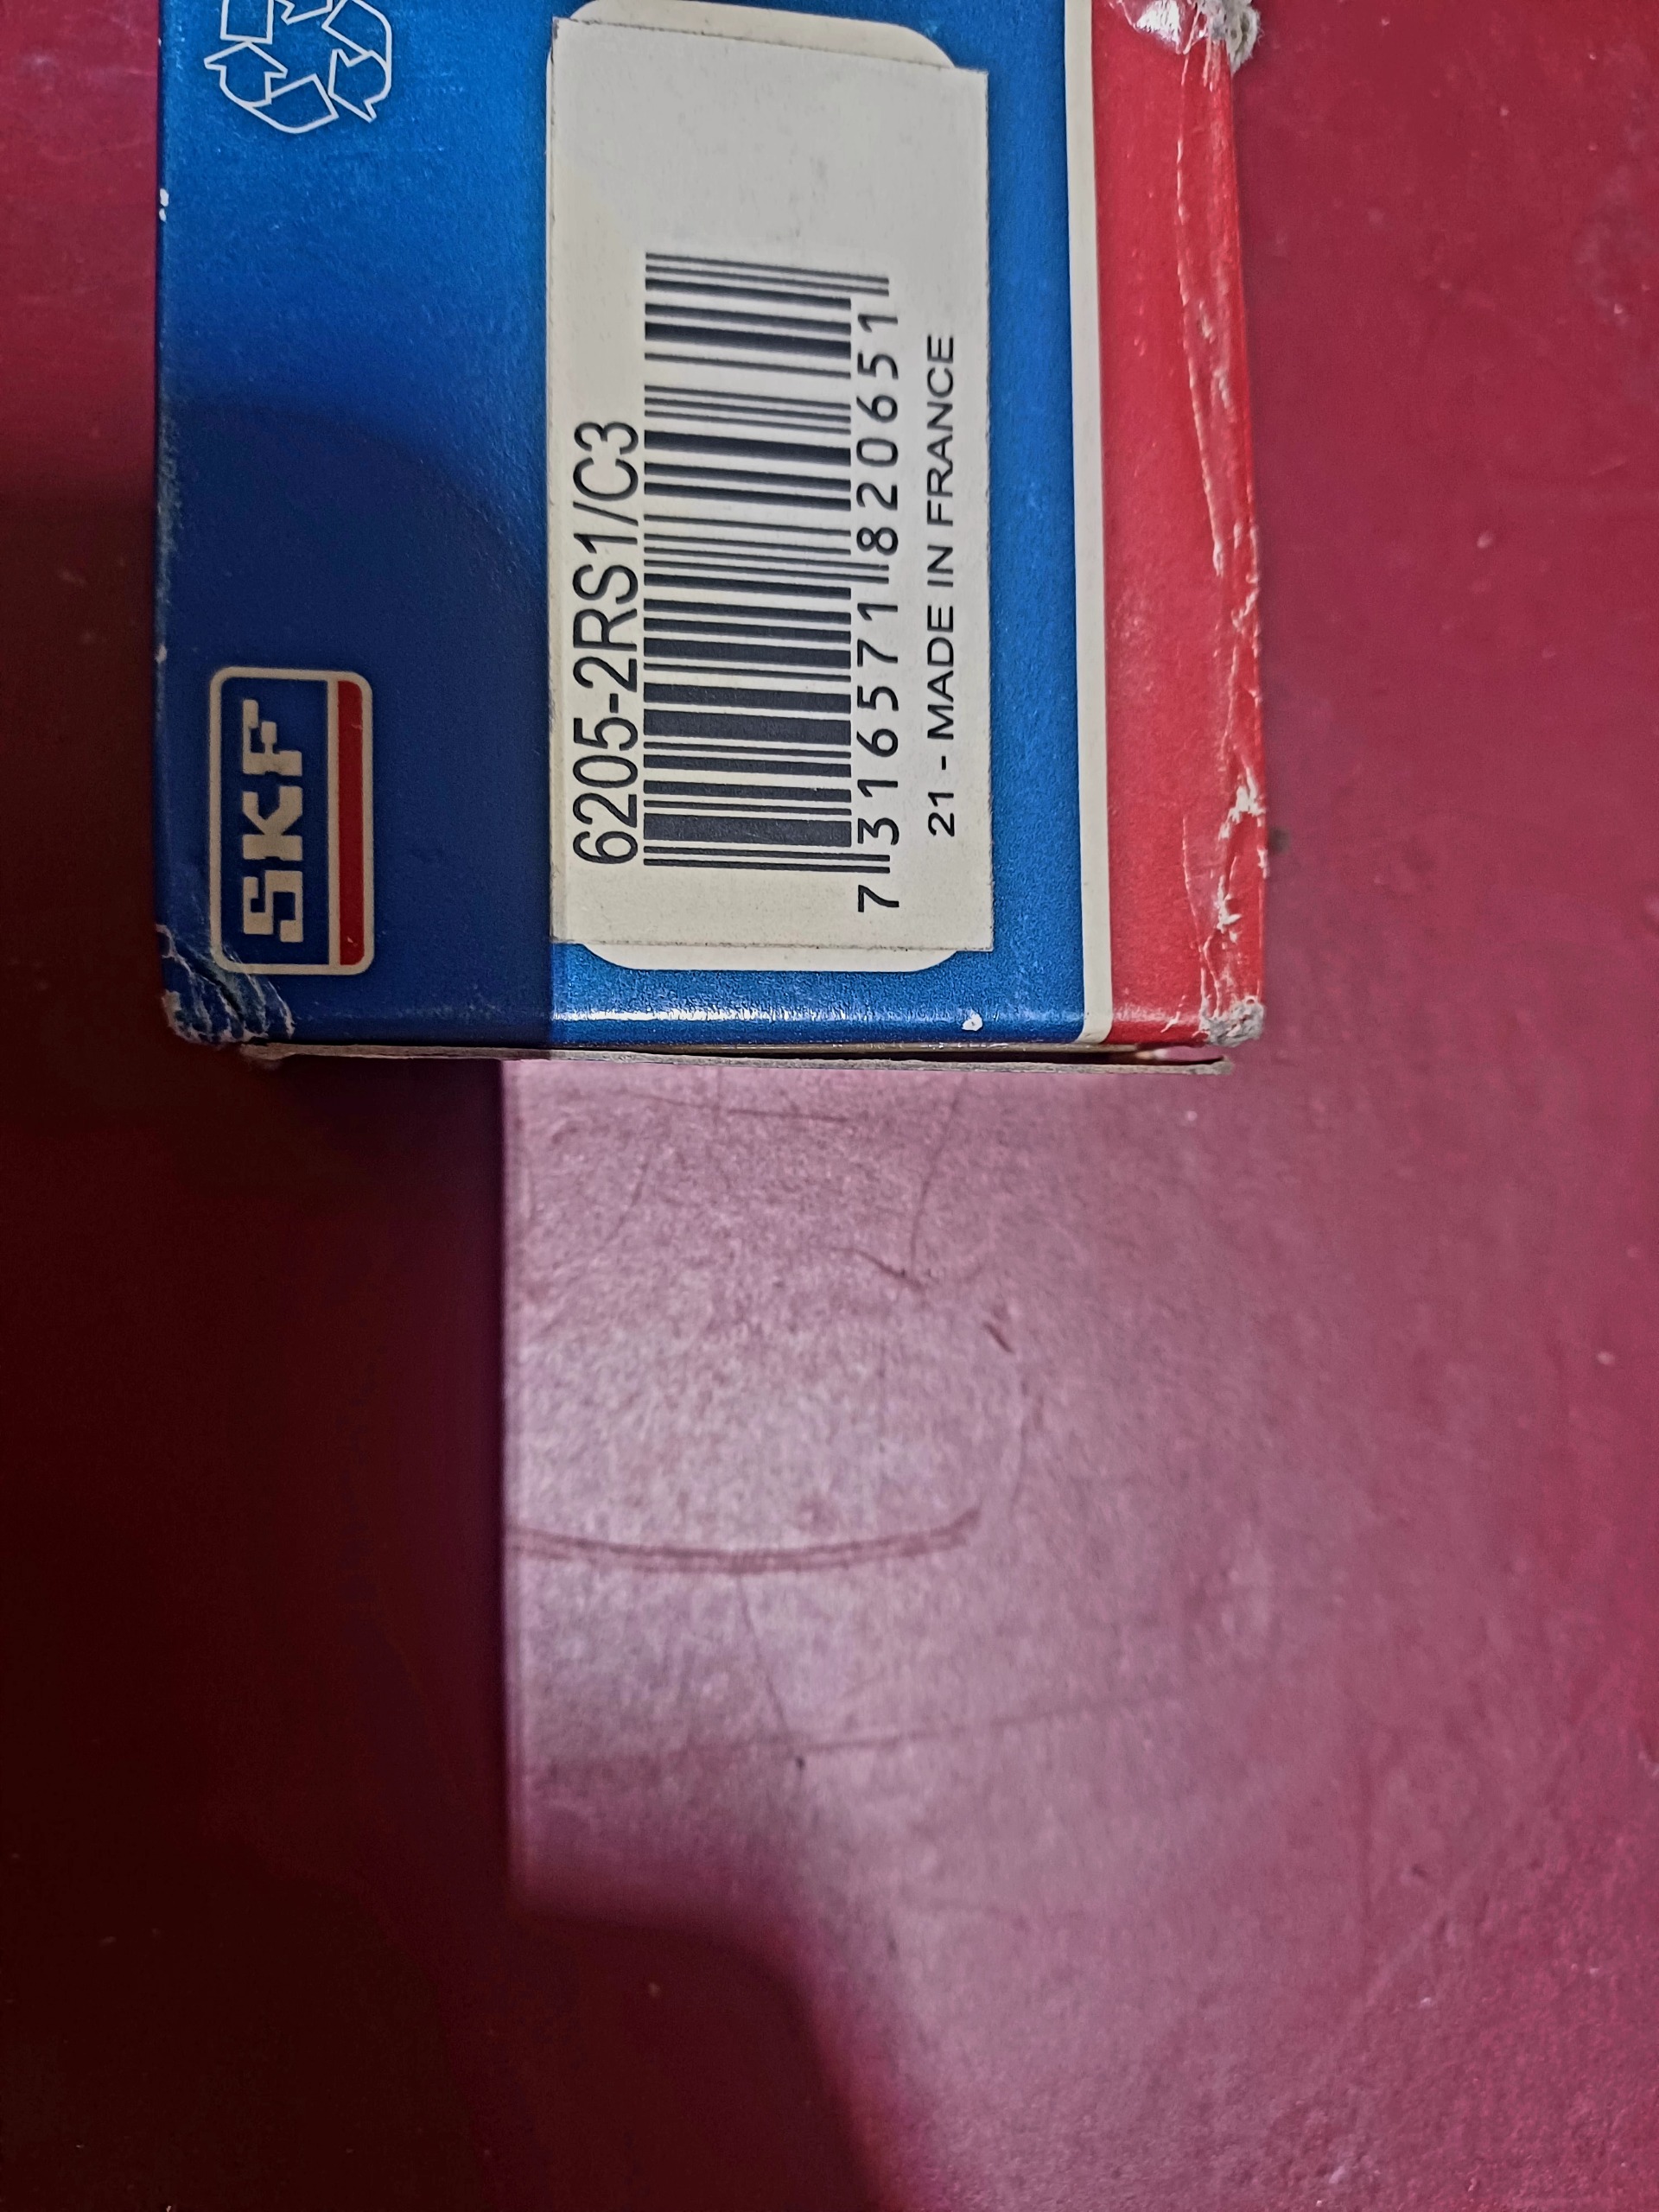 SKF
6205-2RS1/C3
7 316571 820651
21 - MADE IN FRANCE